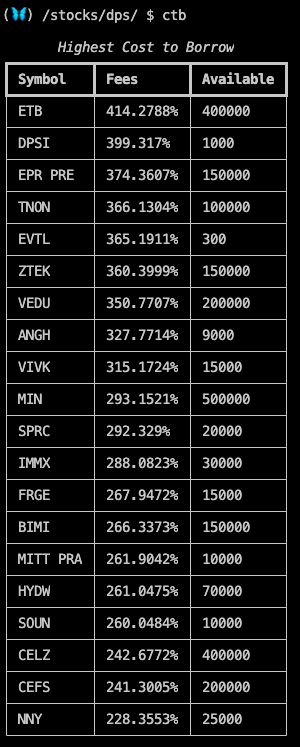 (🦋) /stocks/dps/ $ ctb
Highest Cost to Borrow
Symbol Fees Available
ETB 414.2788% 400000
DPSI 399.317% 1000
EPR PRE 374.3607% 150000
TNON 366.1304% 100000
EVTL 365.1911% 300
ZTEK 360.3999% 150000
VEDU 350.7707% 200000
ANGH 327.7714% 9000
VIVK 315.1724% 15000
MIN 293.1521% 500000
SPRC 292.329% 20000
IMMX 288.0823% 30000
FRGE 267.9472% 15000
BIMI 266.3373% 150000
MITT PRA 261.9042% 10000
HYDW 261.0475% 70000
SOUN 260.0484% 10000
CELZ 242.6772% 400000
CEFS 241.3005% 200000
NNY 228.3553% 25000